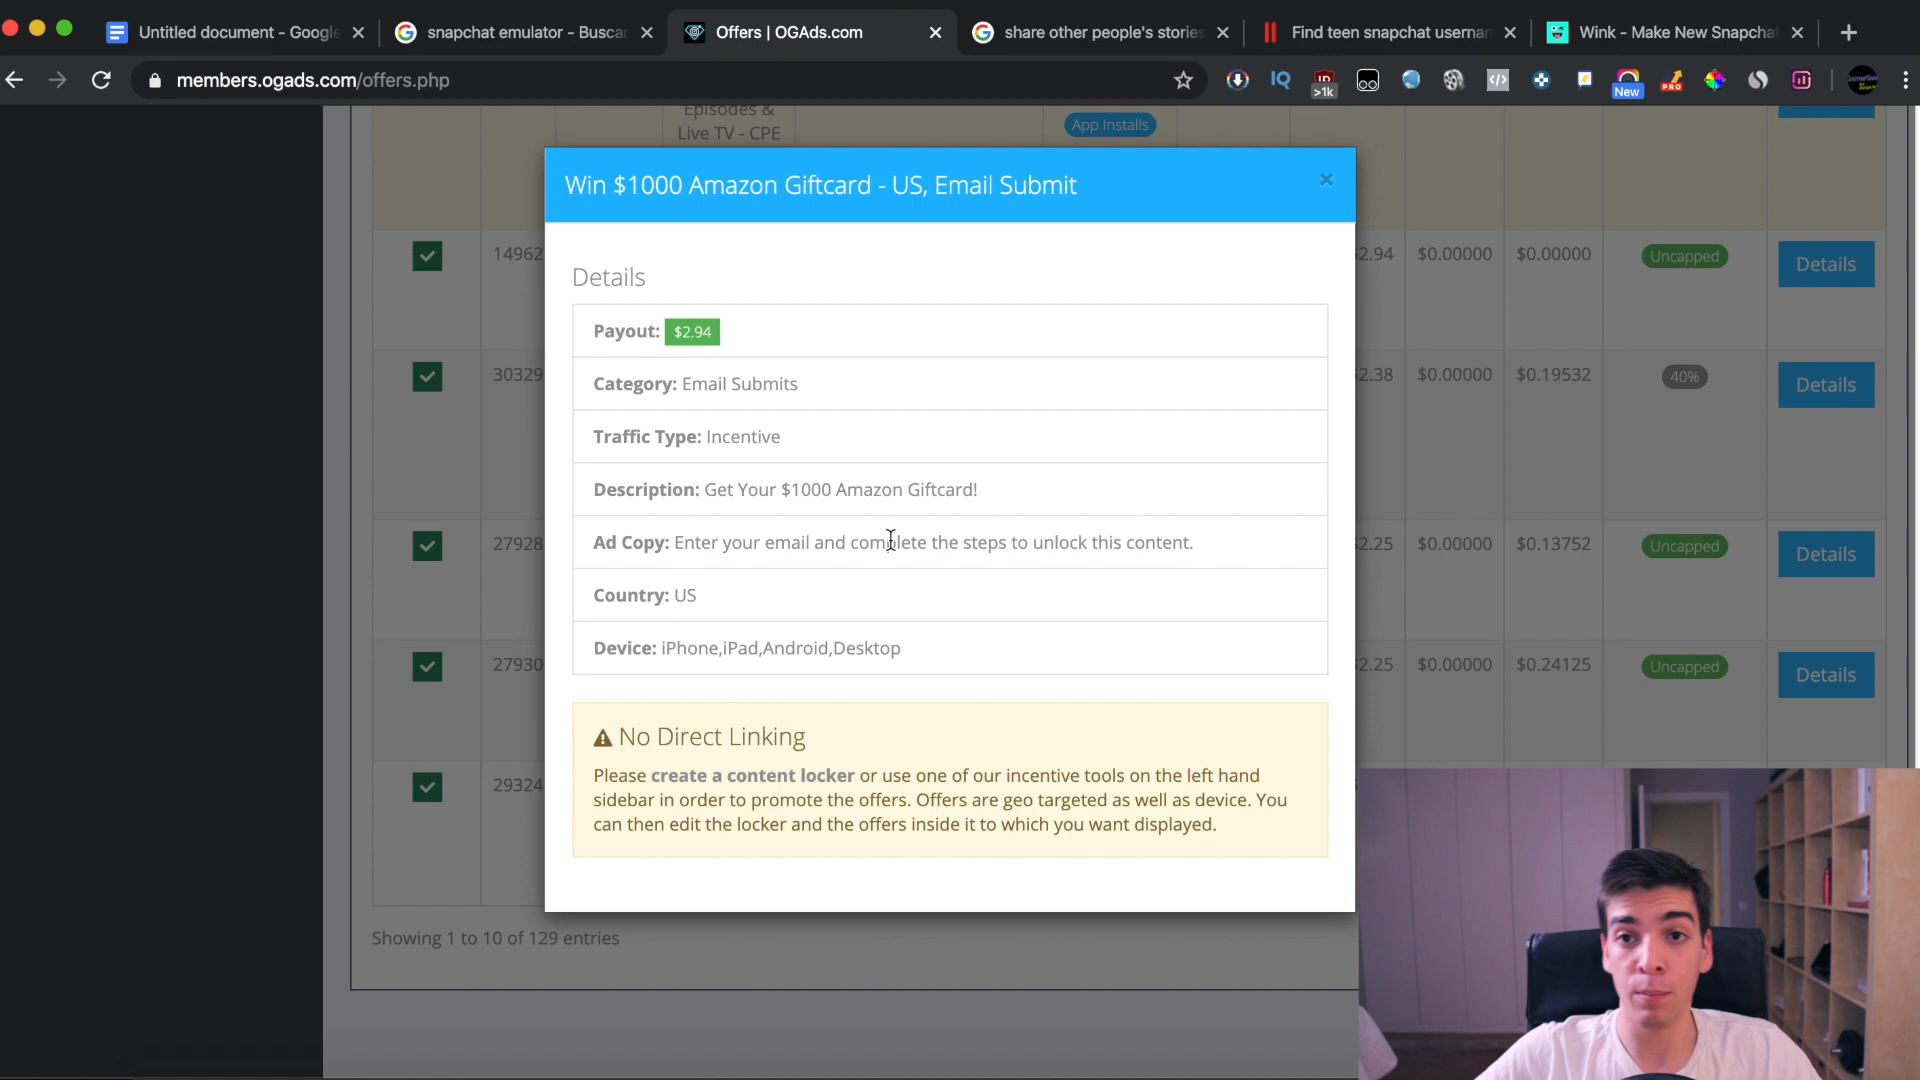 Untitled document - Google
snapchat emulator - Buscar
Offers | OGAds.com
share other people's stories
Find teen snapchat usernam
Wink - Make New Snapchat
members.ogads.com/offers.php
>1k
New
PRO
Episodes &
Live TV - CPE
App Installs
Win $1000 Amazon Giftcard - US, Email Submit
Details
Payout: $2.94
Category: Email Submits
Traffic Type: Incentive
Description: Get Your $1000 Amazon Giftcard!
Ad Copy: Enter your email and complete the steps to unlock this content.
Country: US
Device: iPhone,iPad,Android,Desktop
No Direct Linking
Please create a content locker or use one of our incentive tools on the left hand
sidebar in order to promote the offers. Offers are geo targeted as well as device. You
can then edit the locker and the offers inside it to which you want displayed.
14962 2.94 $0.00000 $0.00000 Uncapped Details
30329 2.38 $0.00000 $0.19532 40% Details
27928 2.25 $0.00000 $0.13752 Uncapped Details
27930 2.25 $0.00000 $0.24125 Uncapped Details
29324
Showing 1 to 10 of 129 entries